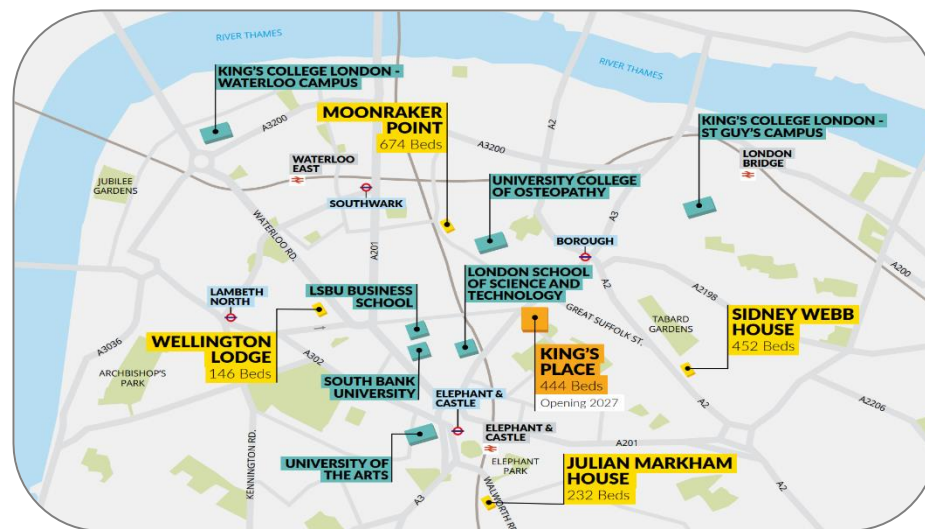 RIVER THAMES
RIVER THAMES
KING'S COLLEGE LONDON -
WATERLOO CAMPUS
MOONRAKER
POINT
674 Beds
KING'S COLLEGE LONDON -
ST GUY'S CAMPUS
A3200
A2
A3200
WATERLOO
EAST
LONDON
BRIDGE
JUBILEE
GARDENS
UNIVERSITY COLLEGE
OF OSTEOPATHY
SOUTHWARK
A3
WATERLOO RD.
A201
BOROUGH
A200
LONDON SCHOOL
OF SCIENCE AND
TECHNOLOGY
A2
A2198
LAMBETH
NORTH
LSBU BUSINESS
SCHOOL
GREAT SUFFOLK ST.
TABARD
GARDENS
SIDNEY WEBB
HOUSE
452 Beds
WELLINGTON
LODGE
146 Beds
A3036
A302
KING'S
PLACE
444 Beds
Opening 2027
ARCHBISHOP'S
PARK
SOUTH BANK
UNIVERSITY
ELEPHANT &
CASTLE
A2
A2206
KENNINGTON RD.
ELEPHANT &
CASTLE
A201
UNIVERSITY OF
THE ARTS
ELEPHANT
PARK
JULIAN MARKHAM
HOUSE
232 Beds
A3
WALWORTH RD
A2